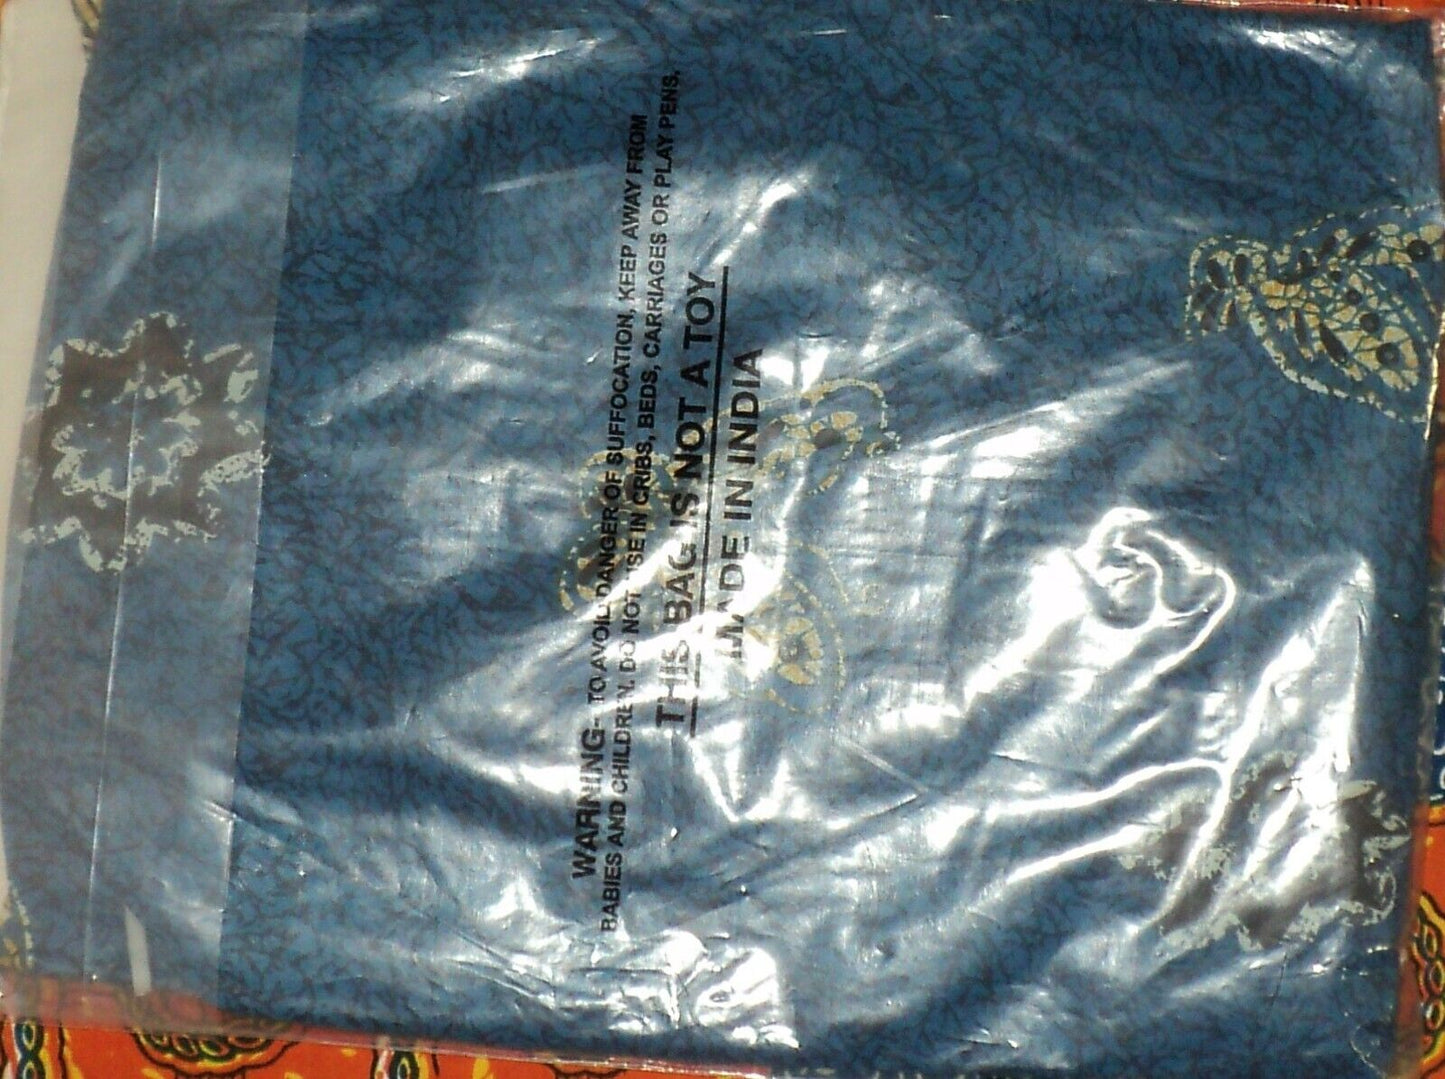 WARNING- TO AVOID DANGER OF SUFFOCATION, KEEP AWAY FROM
BABIES AND CHILDREN. DO NOT USE IN CRIBS, BEDS, CARRIAGES OR PLAY PENS,
THIS BAG IS NOT A TOY
MADE IN INDIA